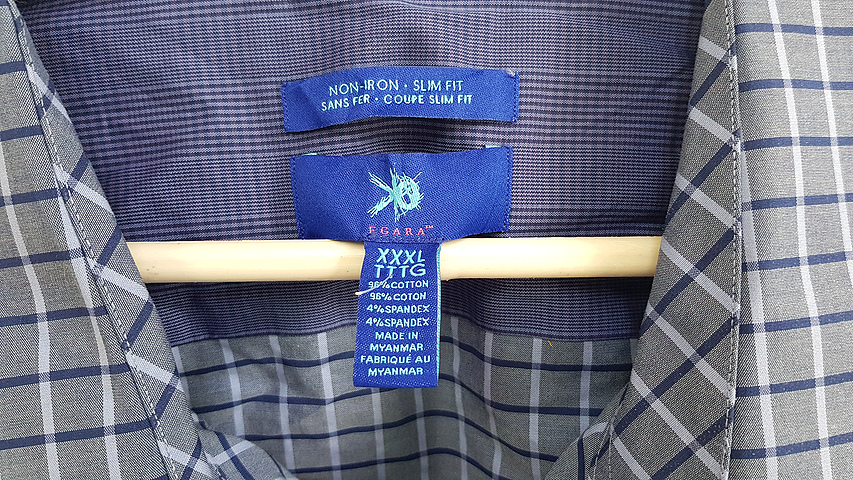 NON-IRON • SLIM FIT
SANS FER • COUPE SLIM FIT
EGARA™
XXXL
TTTG
96% COTTON
96% COTON
4% SPANDEX
4% SPANDEX
MADE IN
MYANMAR
FABRIQUÉ AU
MYANMAR